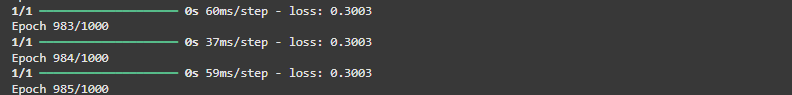 1/1 ━━━━━━━━━━━━━━━━━━━━ 0s 60ms/step - loss: 0.3003
Epoch 983/1000
1/1 ━━━━━━━━━━━━━━━━━━━━ 0s 37ms/step - loss: 0.3003
Epoch 984/1000
1/1 ━━━━━━━━━━━━━━━━━━━━ 0s 59ms/step - loss: 0.3003
Epoch 985/1000